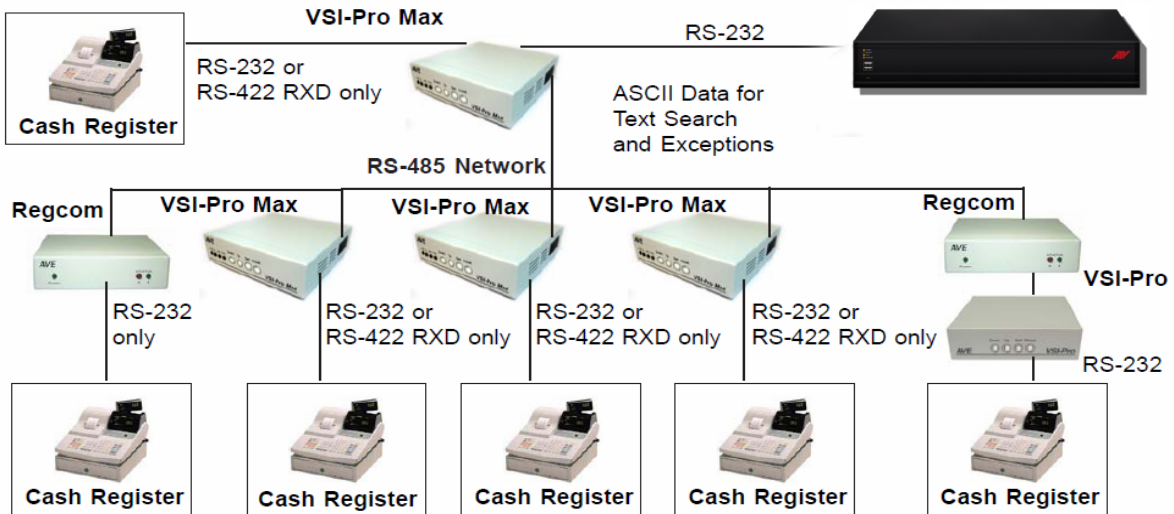 VSI-Pro Max
RS-232
RS-232 or
RS-422 RXD only
Cash Register
ASCII Data for
Text Search
and Exceptions
RS-485 Network
Regcom
VSI-Pro Max
VSI-Pro Max
VSI-Pro Max
Regcom
AVE
AVE
VSI-Pro
RS-232
only
RS-232 or
RS-422 RXD only
RS-232 or
RS-422 RXD only
RS-232 or
RS-422 RXD only
AVE
VSI-Pro
RS-232
Cash Register
Cash Register
Cash Register
Cash Register
Cash Register